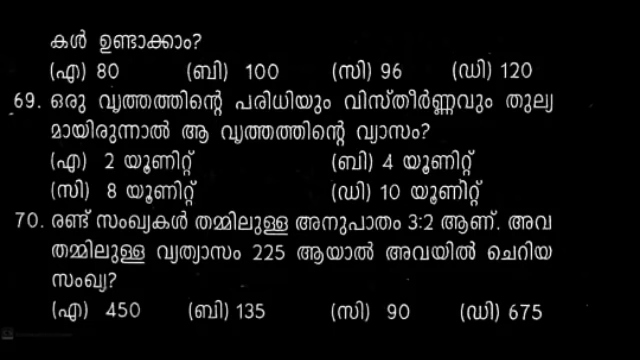 കൾ ഉണ്ടാക്കാം?
(എ) 80 (ബി) 100 (സി) 96 (ഡി) 120
69. ഒരു വൃത്തത്തിന്റെ പരിധിയും വിസ്തീർണ്ണവും തുല്യ
മായിരുന്നാൽ ആ വൃത്തത്തിന്റെ വ്യാസം?
(എ) 2 യൂണിറ്റ് (ബി) 4 യൂണിറ്റ്
(സി) 8 യൂണിറ്റ് (ഡി) 10 യൂണിറ്റ്
70. രണ്ട് സംഖ്യകൾ തമ്മിലുള്ള അനുപാതം 3:2 ആണ്. അവ
തമ്മിലുള്ള വ്യത്യാസം 225 ആയാൽ അവയിൽ ചെറിയ
സംഖ്യ?
(എ) 450 (ബി) 135 (സി) 90 (ഡി) 675